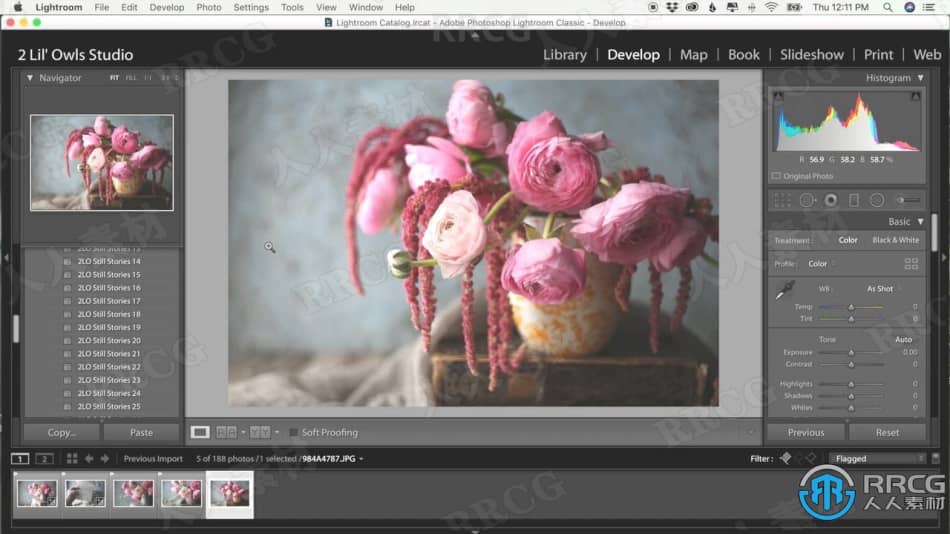 Lightroom File Edit Develop Photo Settings Tools View Window Help Thu 12:11 PM
Lightroom Catalog.lrcat - Adobe Photoshop Lightroom Classic - Develop
2 Lil' Owls Studio
Library | Develop | Map | Book | Slideshow | Print | Web
Navigator FIT FILL 1:1
Histogram
R 56.9 G 58.2 B 58.7 %
Original Photo
Basic
Treatment: Color Black & White
Profile: Color
WB: As Shot
Temp 0
Tint 0
Tone Auto
Exposure 0.00
Contrast 0
Highlights 0
Shadows 0
Whites 0
2LO Still Stories 13
2LO Still Stories 14
2LO Still Stories 15
2LO Still Stories 16
2LO Still Stories 17
2LO Still Stories 18
2LO Still Stories 19
2LO Still Stories 20
2LO Still Stories 21
2LO Still Stories 22
2LO Still Stories 23
2LO Still Stories 24
2LO Still Stories 25
Copy... Paste
Soft Proofing
Previous Reset
1 2 Previous Import 5 of 188 photos /1 selected /984A4787.JPG
Filter: Flagged
RRCG
人人素材